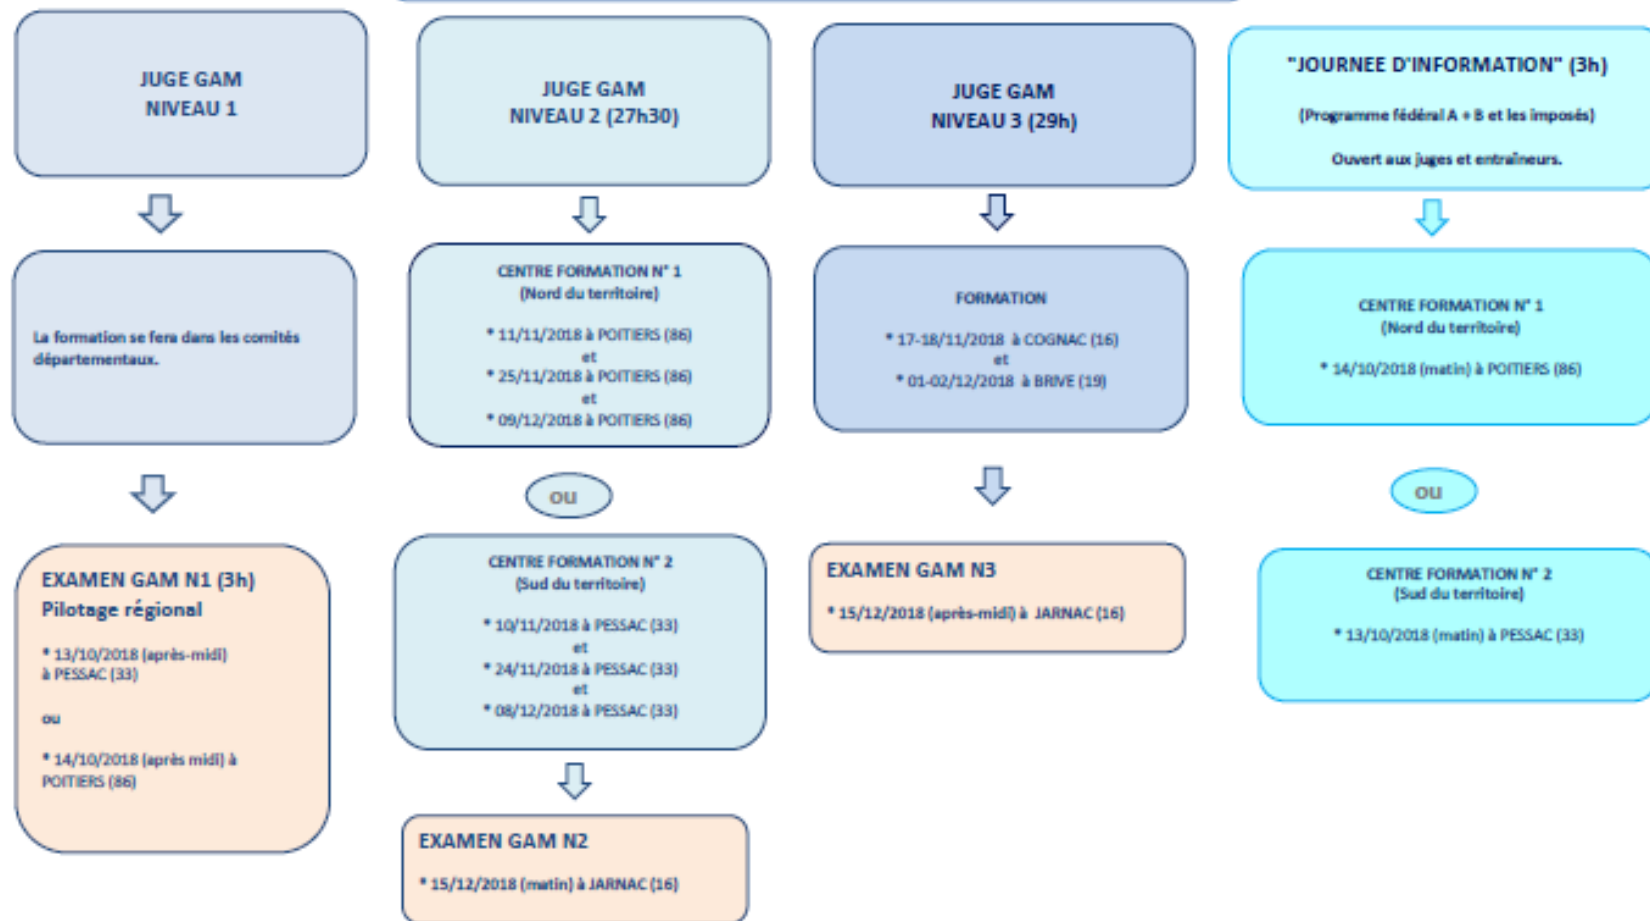 JUGE GAM
NIVEAU 1
La formation se fera dans les comités
départementaux.
EXAMEN GAM N1 (3h)
Pilotage régional
* 13/10/2018 (après-midi)
à PESSAC (33)
ou
* 14/10/2018 (après midi) à
POITIERS (86)
JUGE GAM
NIVEAU 2 (27h30)
CENTRE FORMATION N° 1
(Nord du territoire)
* 11/11/2018 à POITIERS (86)
et
* 25/11/2018 à POITIERS (86)
et
* 09/12/2018 à POITIERS (86)
ou
CENTRE FORMATION N° 2
(Sud du territoire)
* 10/11/2018 à PESSAC (33)
et
* 24/11/2018 à PESSAC (33)
et
* 08/12/2018 à PESSAC (33)
EXAMEN GAM N2
* 15/12/2018 (matin) à JARNAC (16)
JUGE GAM
NIVEAU 3 (29h)
FORMATION
* 17-18/11/2018 à COGNAC (16)
et
* 01-02/12/2018 à BRIVE (19)
EXAMEN GAM N3
* 15/12/2018 (après-midi) à JARNAC (16)
"JOURNEE D'INFORMATION" (3h)
(Programme fédéral A + B et les imposés)
Ouvert aux juges et entraîneurs.
CENTRE FORMATION N° 1
(Nord du territoire)
* 14/10/2018 (matin) à POITIERS (86)
ou
CENTRE FORMATION N° 2
(Sud du territoire)
* 13/10/2018 (matin) à PESSAC (33)